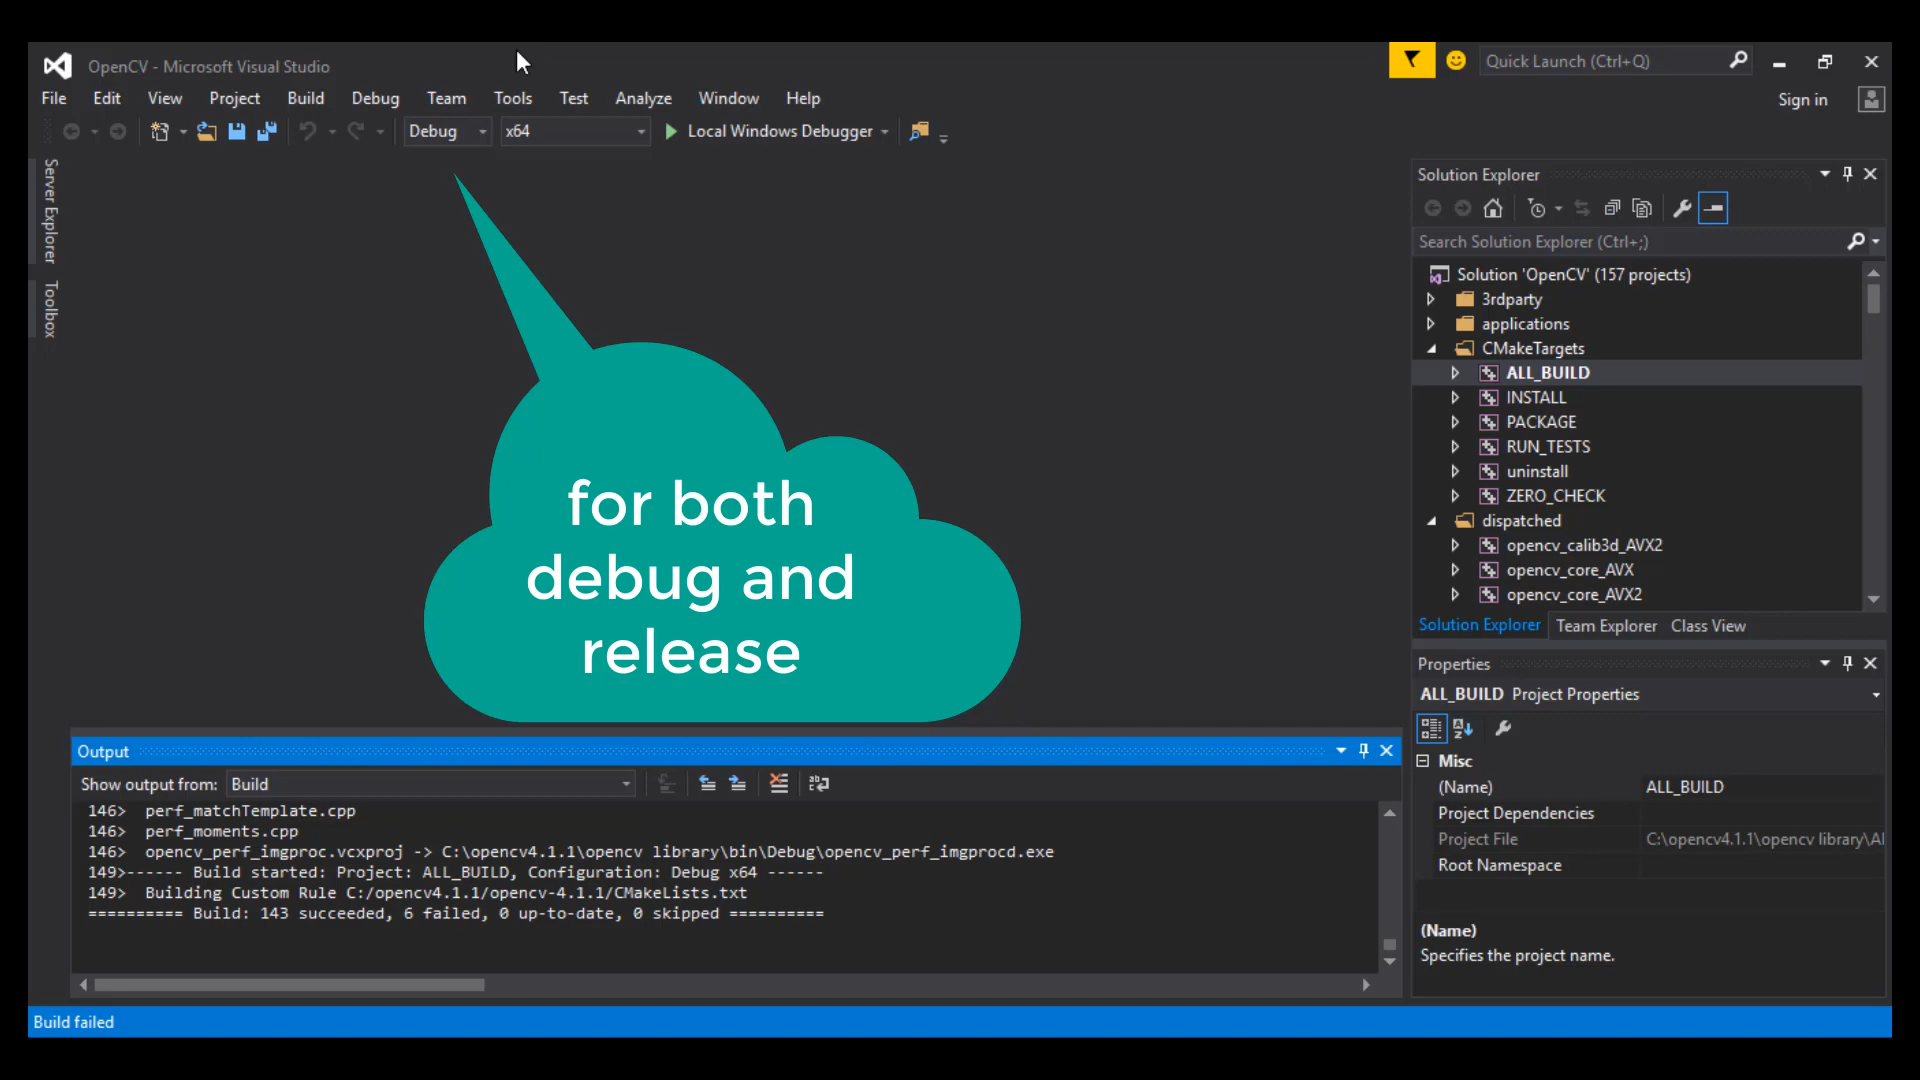 OpenCV - Microsoft Visual Studio
Quick Launch (Ctrl+Q)
File Edit View Project Build Debug Team Tools Test Analyze Window Help
Sign in
Debug x64 Local Windows Debugger
Server Explorer
Toolbox
for both
debug and
release
Solution Explorer
Search Solution Explorer (Ctrl+;)
Solution 'OpenCV' (157 projects)
3rdparty
applications
CMakeTargets
ALL_BUILD
INSTALL
PACKAGE
RUN_TESTS
uninstall
ZERO_CHECK
dispatched
opencv_calib3d_AVX2
opencv_core_AVX
opencv_core_AVX2
Solution Explorer Team Explorer Class View
Properties
ALL_BUILD Project Properties
Misc
(Name) ALL_BUILD
Project Dependencies
Project File C:\opencv4.1.1\opencv library\Al
Root Namespace
(Name)
Specifies the project name.
Output
Show output from: Build
146> perf_matchTemplate.cpp
146> perf_moments.cpp
146> opencv_perf_imgproc.vcxproj -> C:\opencv4.1.1\opencv library\bin\Debug\opencv_perf_imgprocd.exe
149>------ Build started: Project: ALL_BUILD, Configuration: Debug x64 ------
149> Building Custom Rule C:/opencv4.1.1/opencv-4.1.1/CMakeLists.txt
========== Build: 143 succeeded, 6 failed, 0 up-to-date, 0 skipped ==========
Build failed